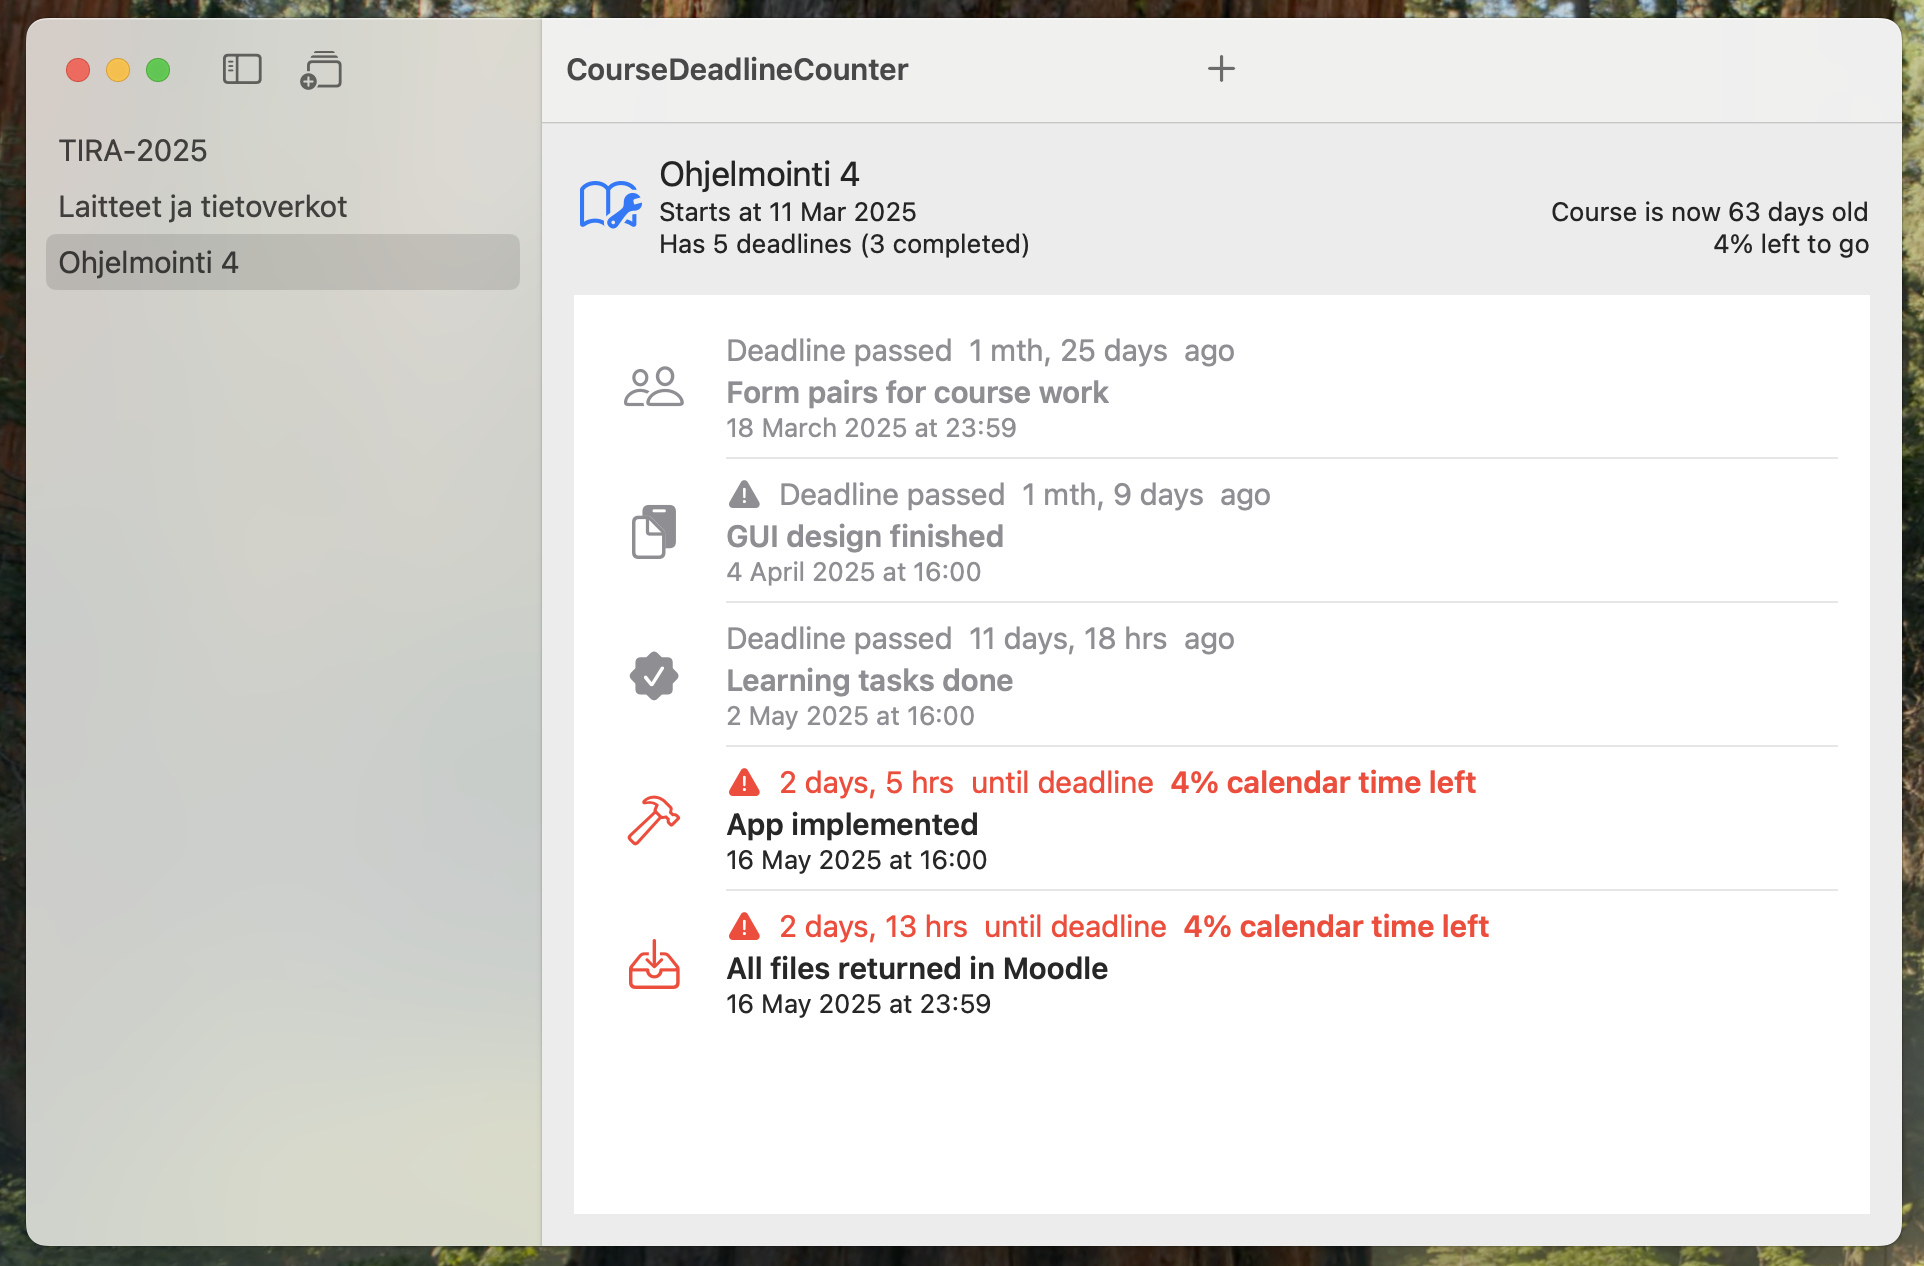 CourseDeadlineCounter
TIRA-2025
Laitteet ja tietoverkot
Ohjelmointi 4
Ohjelmointi 4
Starts at 11 Mar 2025
Has 5 deadlines (3 completed)
Course is now 63 days old
4% left to go
Deadline passed 1 mth, 25 days ago
Form pairs for course work
18 March 2025 at 23:59
Deadline passed 1 mth, 9 days ago
GUI design finished
4 April 2025 at 16:00
Deadline passed 11 days, 18 hrs ago
Learning tasks done
2 May 2025 at 16:00
2 days, 5 hrs until deadline 4% calendar time left
App implemented
16 May 2025 at 16:00
2 days, 13 hrs until deadline 4% calendar time left
All files returned in Moodle
16 May 2025 at 23:59